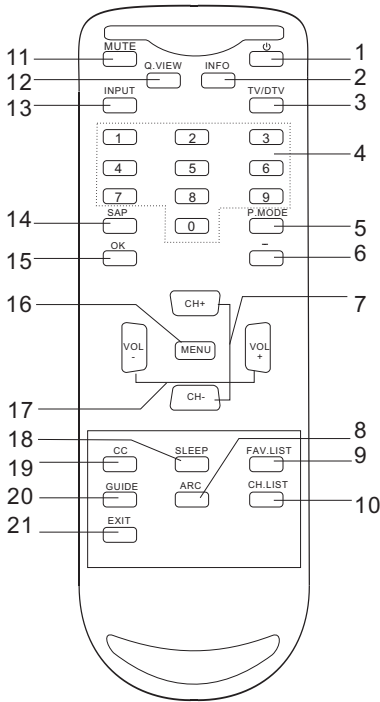 11 MUTE ⏻ 1
12 Q.VIEW INFO 2
13 INPUT TV/DTV 3
1 2 3 4
4 5 6
7 8 9
14 SAP 0 P.MODE 5
15 OK – 6
16 CH+ 7
VOL - MENU VOL +
17 CH-
18 8
19 CC SLEEP FAV.LIST 9
20 GUIDE ARC CH.LIST 10
21 EXIT